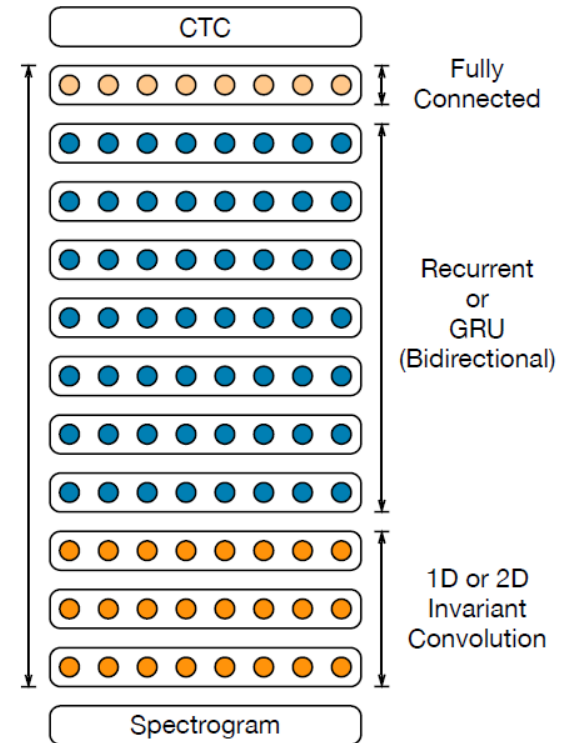 CTC
Fully
Connected
Recurrent
or
GRU
(Bidirectional)
1D or 2D
Invariant
Convolution
Spectrogram